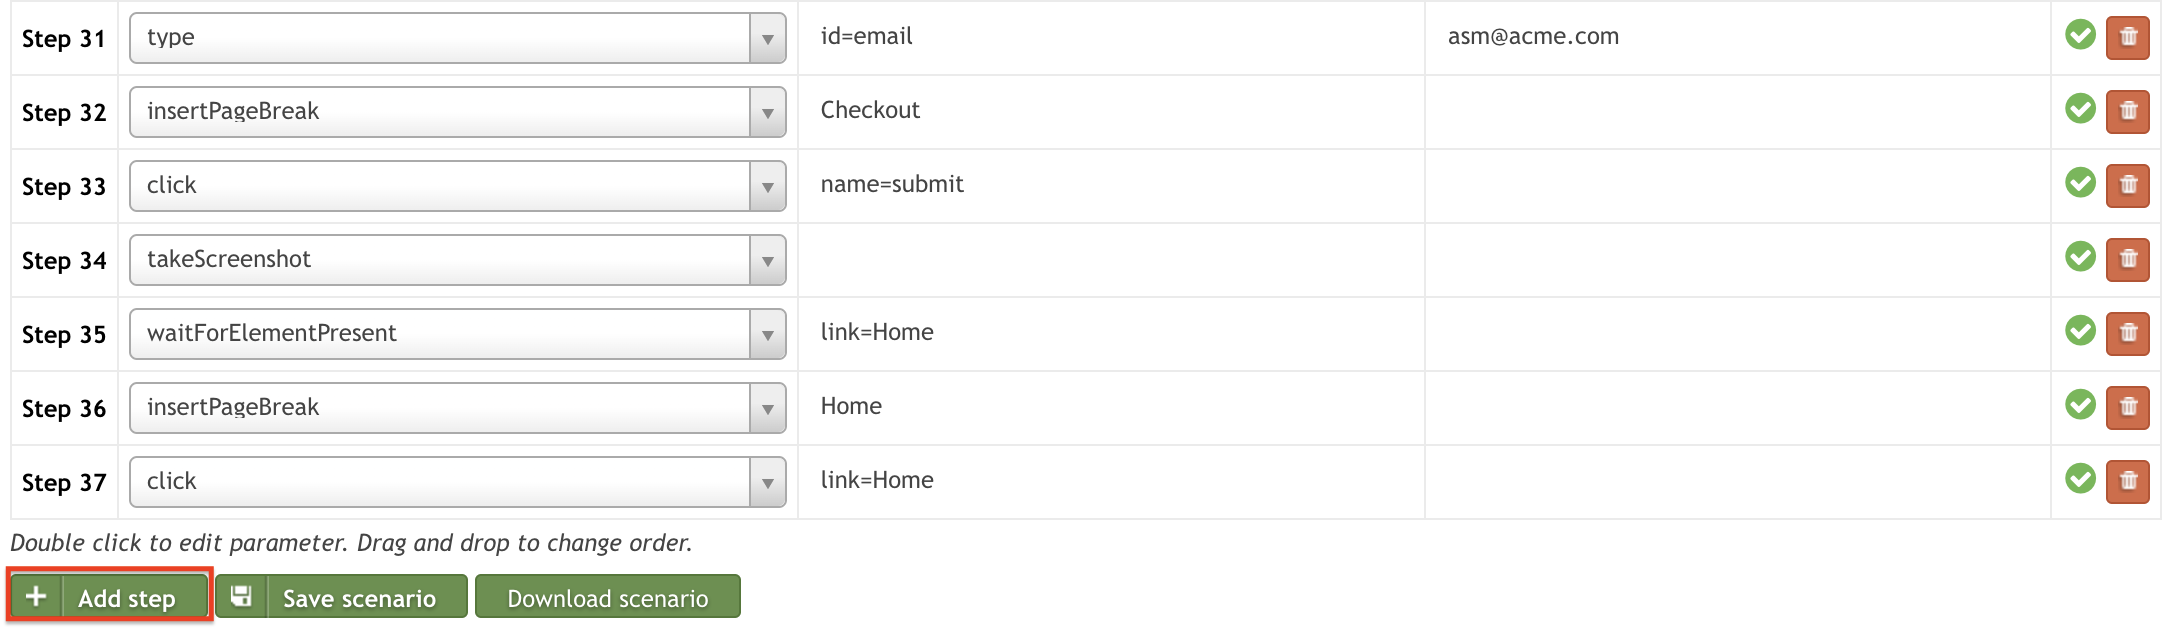 Step 31 type id=email asm@acme.com
Step 32 insertPageBreak Checkout
Step 33 click name=submit
Step 34 takeScreenshot
Step 35 waitForElementPresent link=Home
Step 36 insertPageBreak Home
Step 37 click link=Home
Double click to edit parameter. Drag and drop to change order.
Add step Save scenario Download scenario